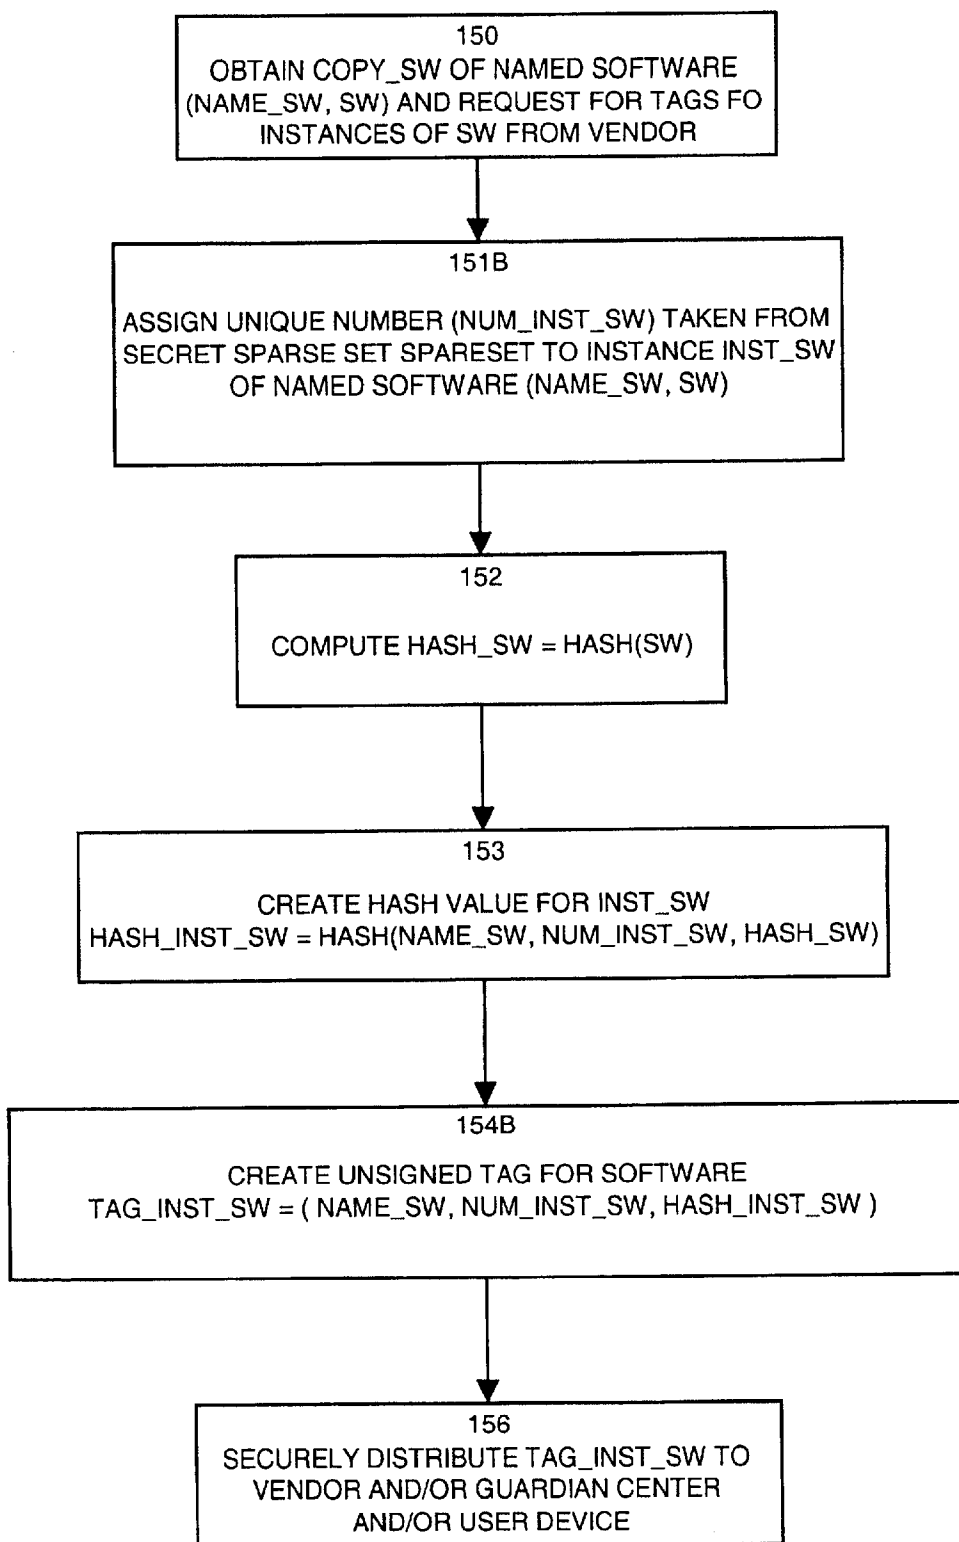 150
OBTAIN COPY_SW OF NAMED SOFTWARE
(NAME_SW, SW) AND REQUEST FOR TAGS FO
INSTANCES OF SW FROM VENDOR
151B
ASSIGN UNIQUE NUMBER (NUM_INST_SW) TAKEN FROM
SECRET SPARSE SET SPARESET TO INSTANCE INST_SW
OF NAMED SOFTWARE (NAME_SW, SW)
152
COMPUTE HASH_SW = HASH(SW)
153
CREATE HASH VALUE FOR INST_SW
HASH_INST_SW = HASH(NAME_SW, NUM_INST_SW, HASH_SW)
154B
CREATE UNSIGNED TAG FOR SOFTWARE
TAG_INST_SW = ( NAME_SW, NUM_INST_SW, HASH_INST_SW )
156
SECURELY DISTRIBUTE TAG_INST_SW TO
VENDOR AND/OR GUARDIAN CENTER
AND/OR USER DEVICE